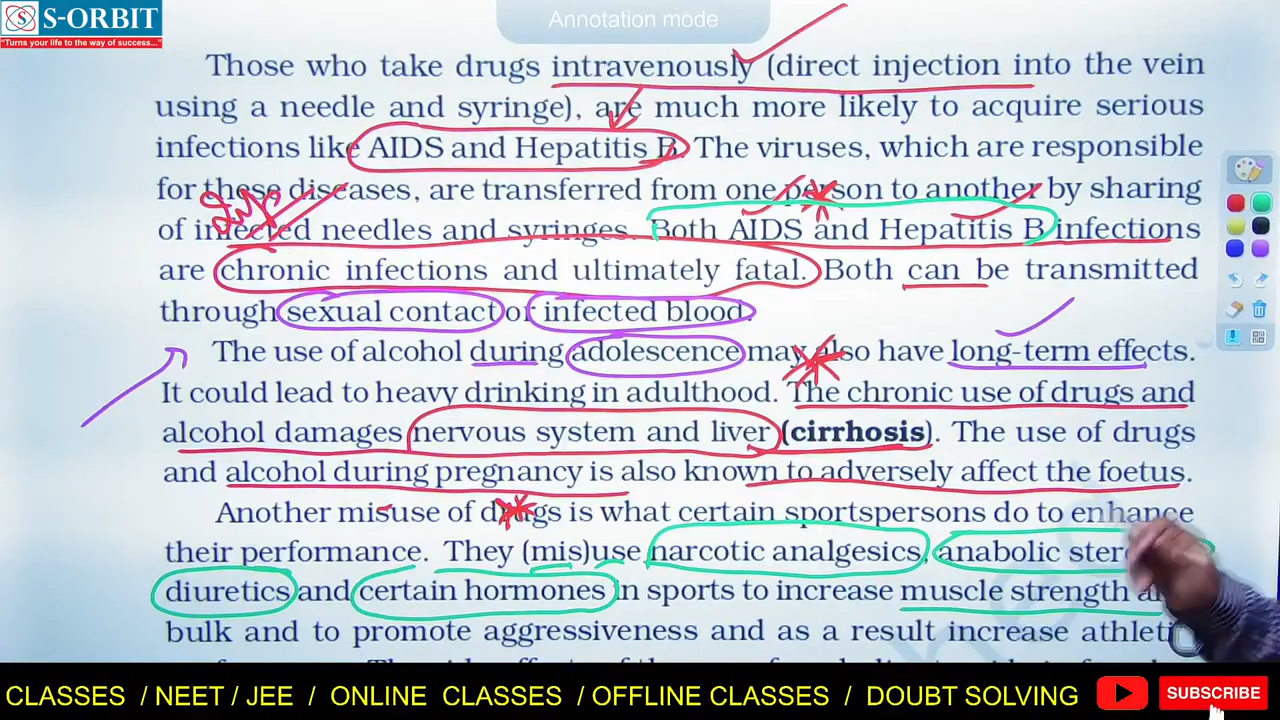 S-ORBIT
"Turns your life to the way of success..."
Annotation mode
Those who take drugs intravenously (direct injection into the vein
using a needle and syringe), are much more likely to acquire serious
infections like AIDS and Hepatitis B. The viruses, which are responsible
for these diseases, are transferred from one person to another by sharing
of infected needles and syringes. Both AIDS and Hepatitis B infections
are chronic infections and ultimately fatal. Both can be transmitted
through sexual contact or infected blood.
The use of alcohol during adolescence may also have long-term effects.
It could lead to heavy drinking in adulthood. The chronic use of drugs and
alcohol damages nervous system and liver (cirrhosis). The use of drugs
and alcohol during pregnancy is also known to adversely affect the foetus.
Another misuse of drugs is what certain sportspersons do to enhance
their performance. They (mis)use narcotic analgesics, anabolic
diuretics and certain hormones in sports to increase muscle strength
bulk and to promote aggressiveness and as a result increase
CLASSES / NEET / JEE / ONLINE CLASSES / OFFLINE CLASSES / DOUBT SOLVING
SUBSCRIBE